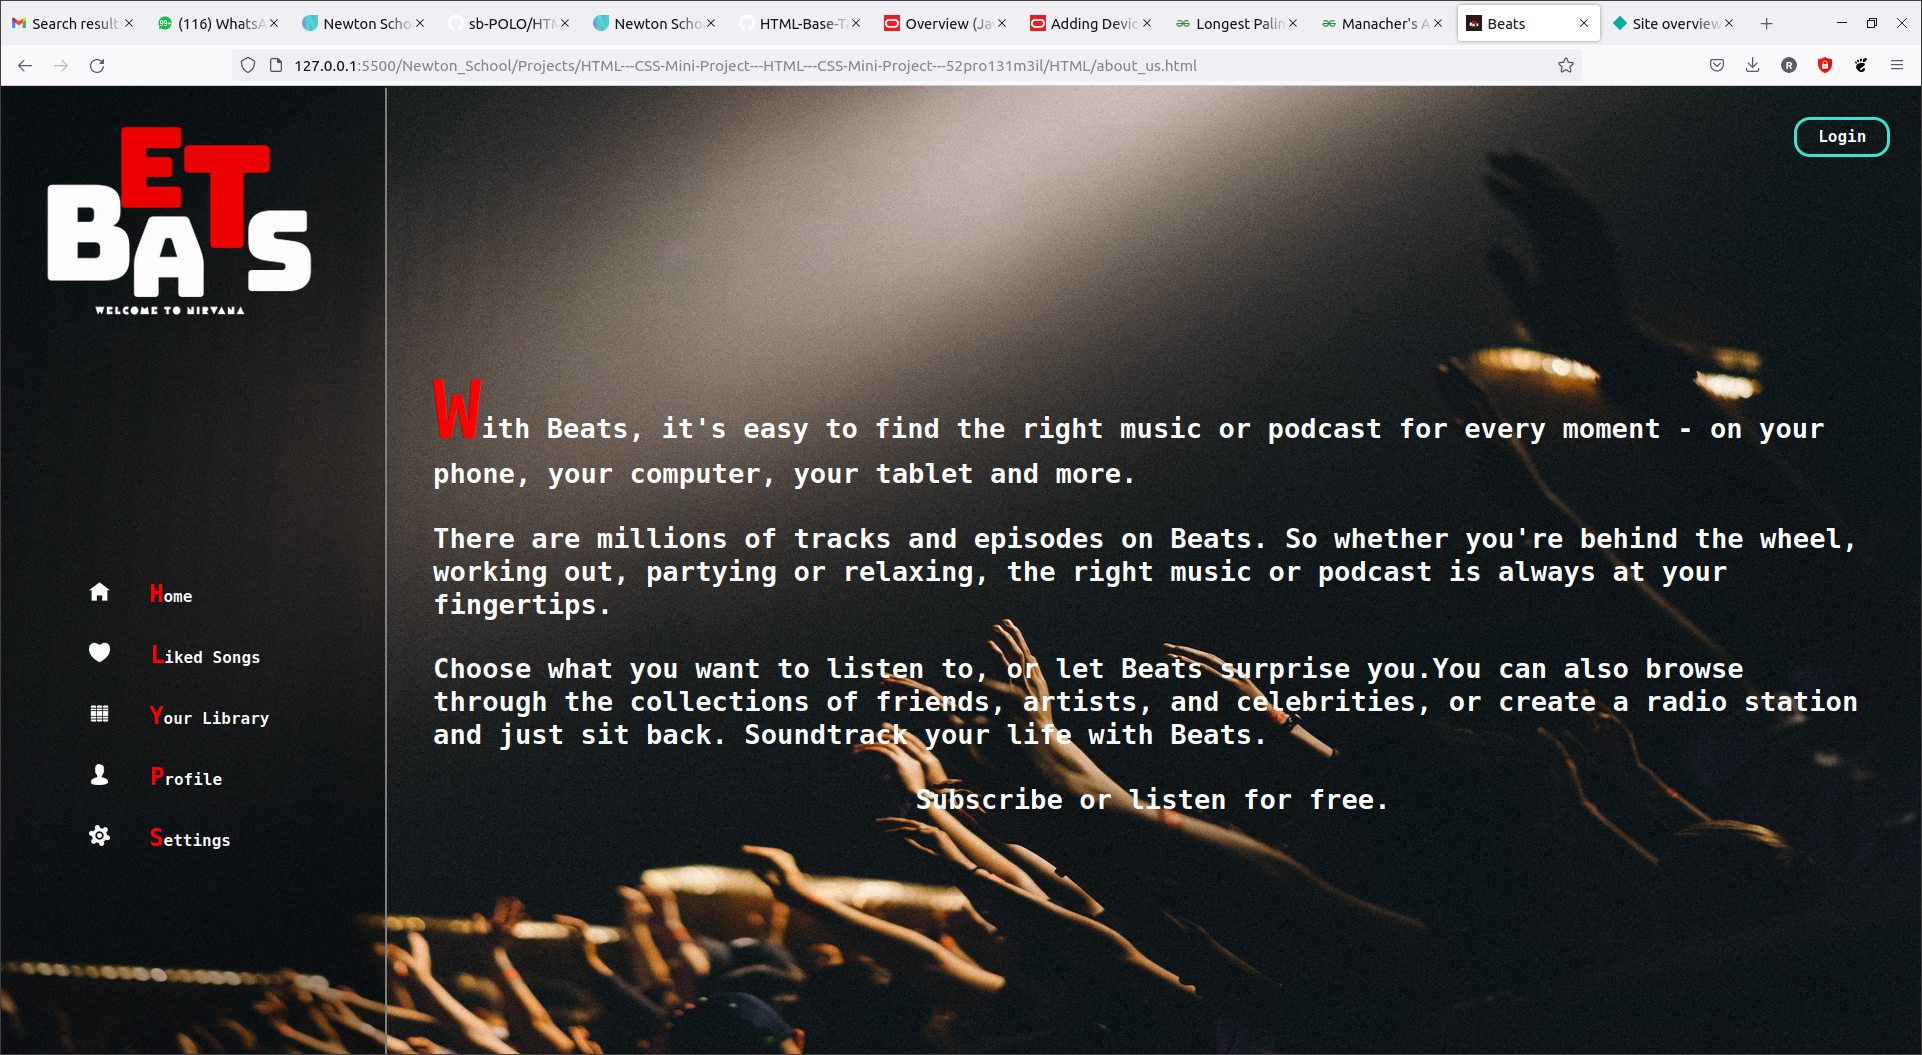 Search results
(116) WhatsA
Newton Scho
sb-POLO/HTM
Newton Scho
HTML-Base-Ta
Overview (Ja
Adding Devic
Longest Palin
Manacher's A
Beats
Site overview
127.0.0.1:5500/Newton_School/Projects/HTML---CSS-Mini-Project---HTML---CSS-Mini-Project---52pro131m3il/HTML/about_us.html
BEATS
WELCOME TO NIRVANA
Login
Home
Liked Songs
Your Library
Profile
Settings
With Beats, it's easy to find the right music or podcast for every moment - on your
phone, your computer, your tablet and more.
There are millions of tracks and episodes on Beats. So whether you're behind the wheel,
working out, partying or relaxing, the right music or podcast is always at your
fingertips.
Choose what you want to listen to, or let Beats surprise you.You can also browse
through the collections of friends, artists, and celebrities, or create a radio station
and just sit back. Soundtrack your life with Beats.
Subscribe or listen for free.